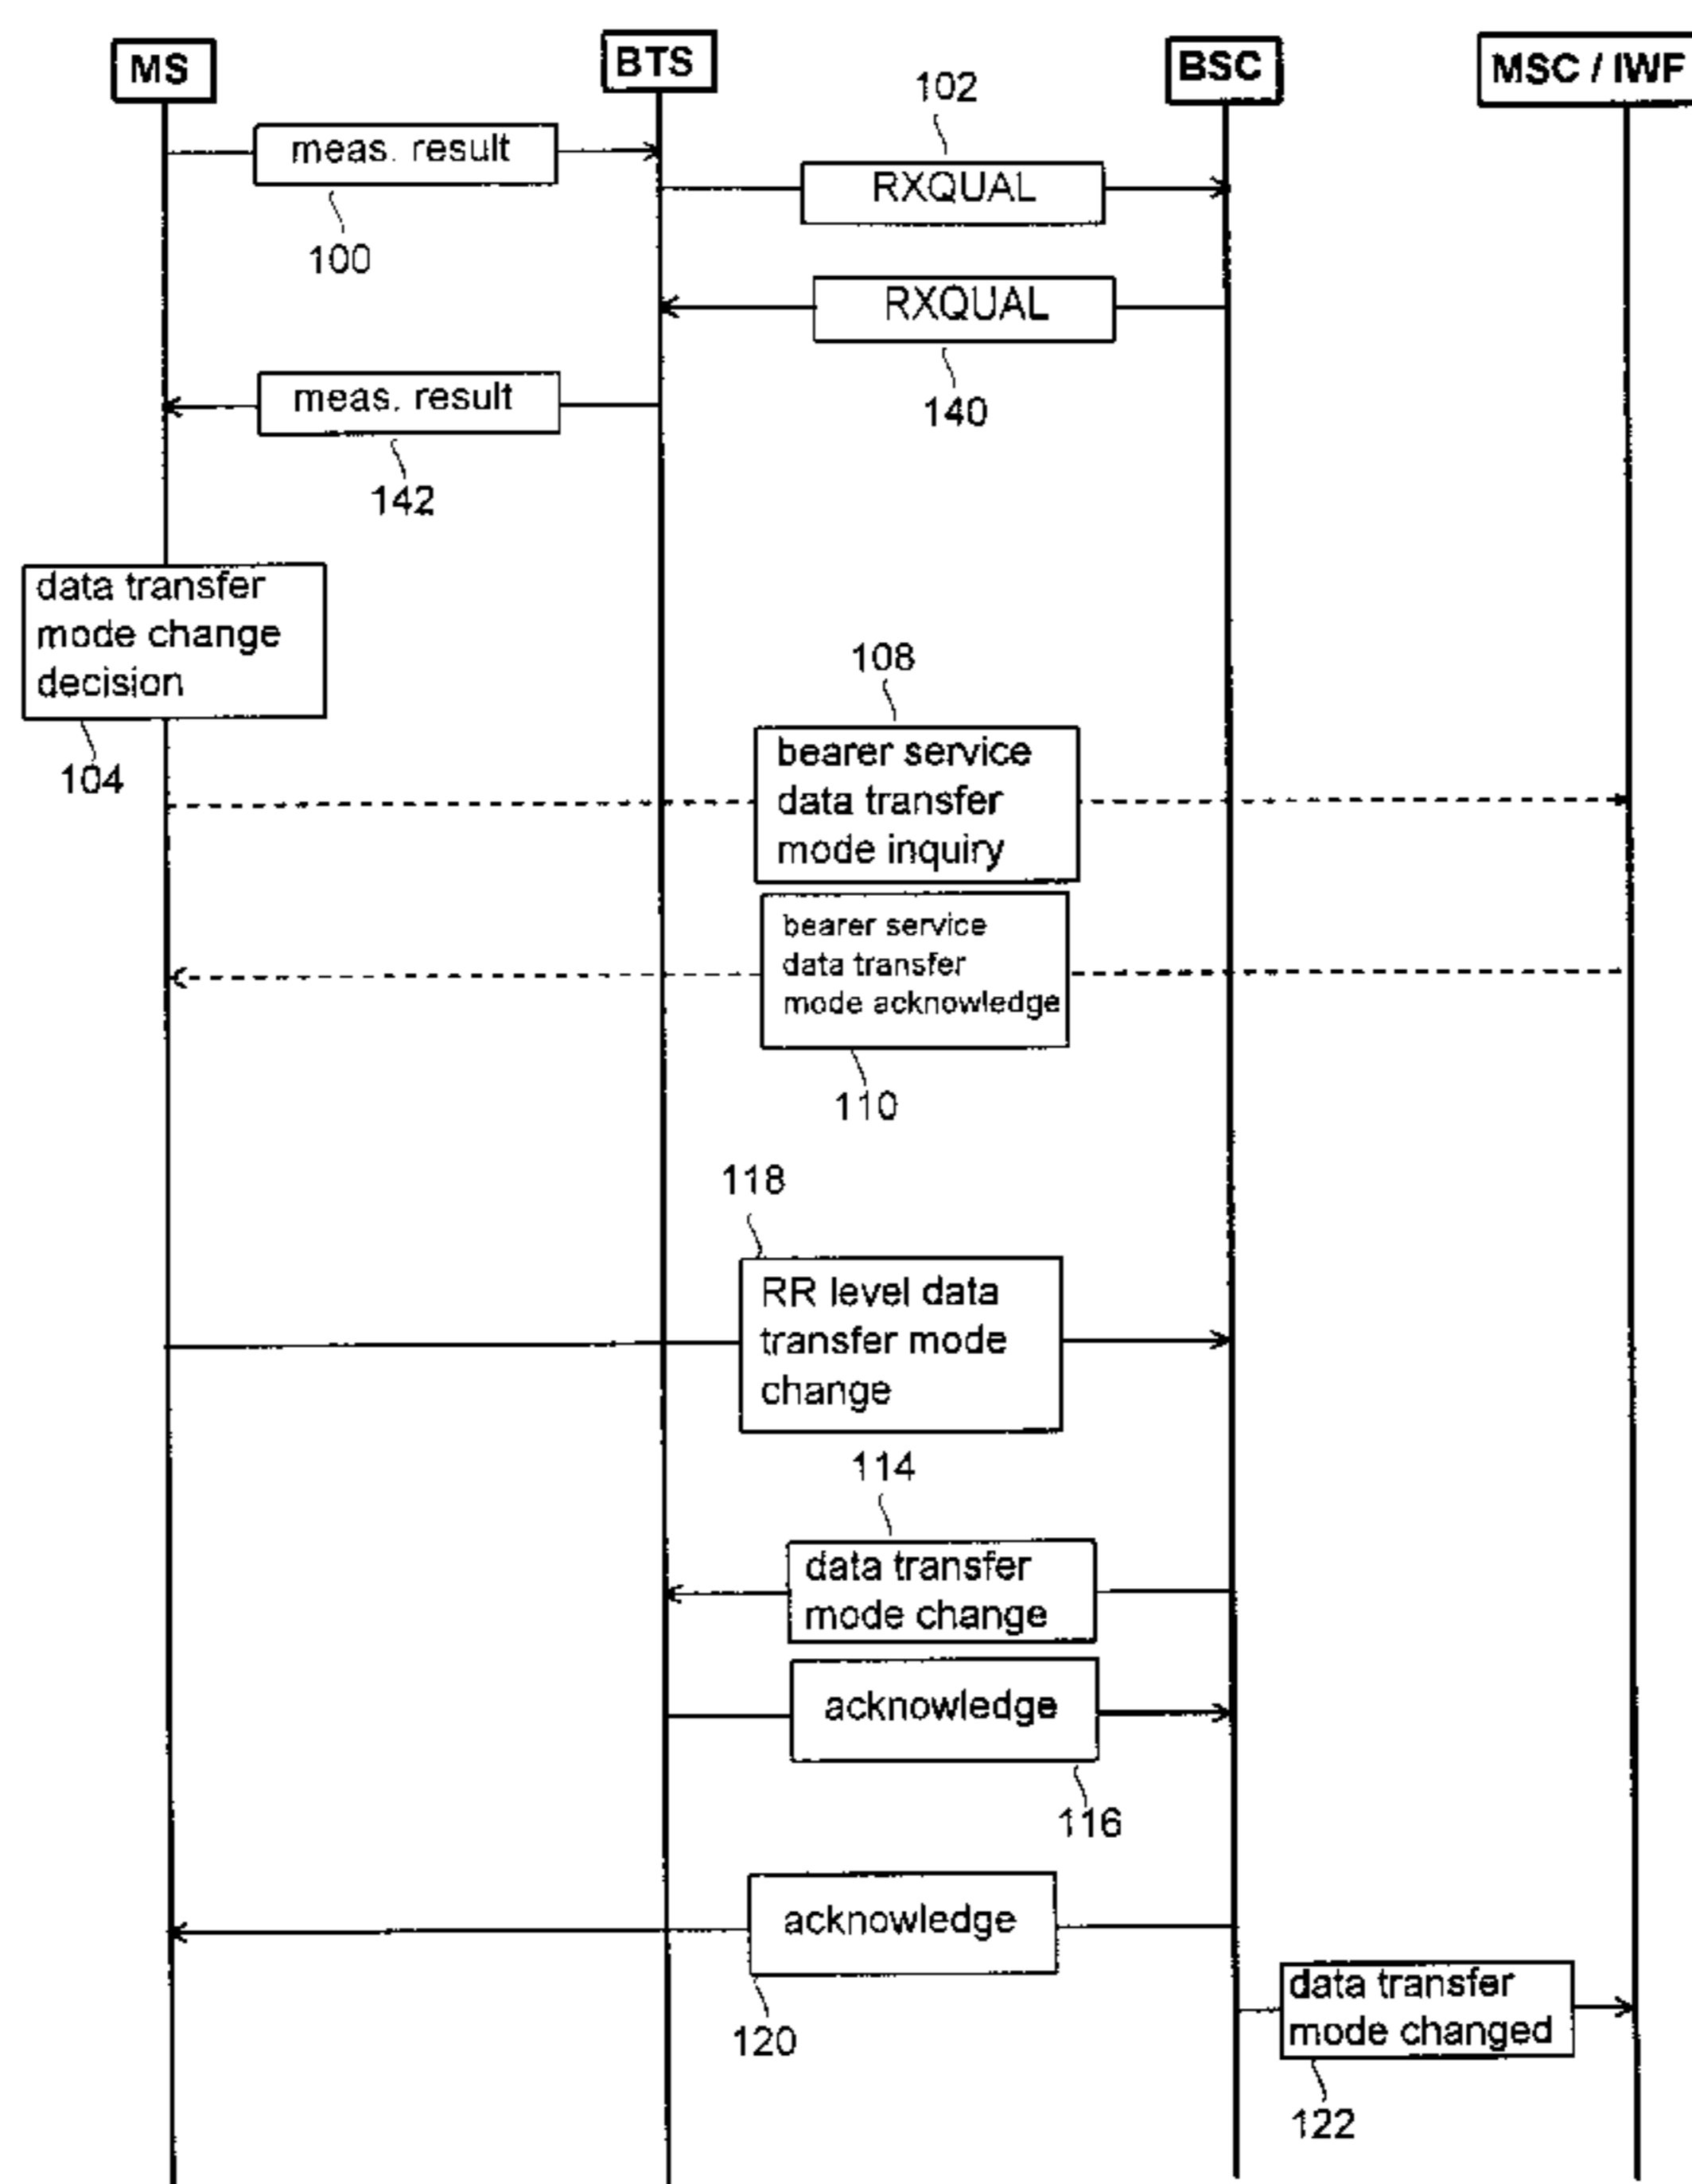 MS
BTS
BSC
MSC / IWF
102
meas. result
RXQUAL
100
RXQUAL
140
meas. result
142
data transfer
mode change
decision
104
108
bearer service
data transfer
mode inquiry
bearer service
data transfer
mode acknowledge
110
118
RR level data
transfer mode
change
114
data transfer
mode change
acknowledge
116
acknowledge
120
data transfer
mode changed
122